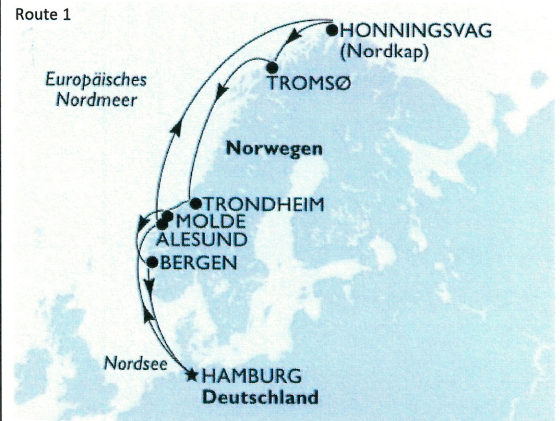 Route 1
HONNINGSVAG
(Nordkap)
Europäisches
Nordmeer
TROMSØ
Norwegen
TRONDHEIM
MOLDE
ALESUND
BERGEN
Nordsee
HAMBURG
Deutschland